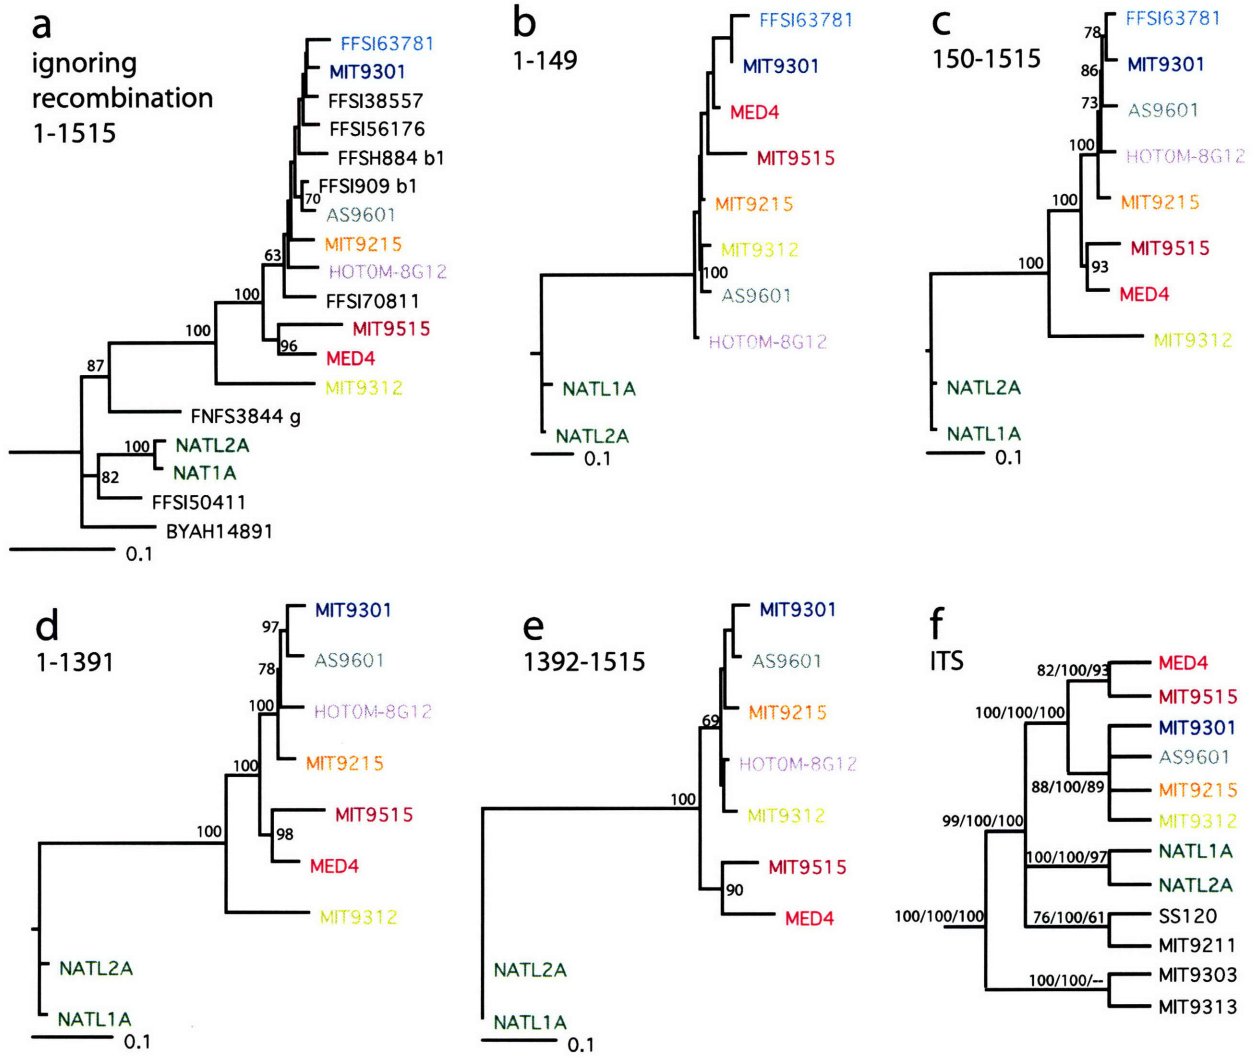 a
ignoring
recombination
1-1515
FFSI63781
MIT9301
FFSI38557
FFSI56176
FFSH884 b1
FFSI909 b1
70
AS9601
MIT9215
63
HOT0M-8G12
100
FFSI70811
MIT9515
100
96
MED4
87
MIT9312
FNFS3844 g
100
NATL2A
NAT1A
82
FFSI50411
BYAH14891
0.1
b
1-149
FFSI63781
MIT9301
MED4
MIT9515
MIT9215
MIT9312
100
AS9601
HOT0M-8G12
NATL1A
NATL2A
0.1
c
150-1515
FFSI63781
78
MIT9301
86
73
AS9601
100
HOT0M-8G12
100
MIT9215
MIT9515
100
93
MED4
MIT9312
NATL2A
NATL1A
0.1
d
1-1391
MIT9301
97
AS9601
78
100
HOT0M-8G12
100
MIT9215
MIT9515
100
98
MED4
MIT9312
NATL2A
NATL1A
0.1
e
1392-1515
MIT9301
AS9601
MIT9215
69
HOT0M-8G12
100
MIT9312
MIT9515
90
MED4
NATL2A
NATL1A
0.1
f
ITS
82/100/93
MED4
MIT9515
100/100/100
MIT9301
AS9601
88/100/89
MIT9215
MIT9312
99/100/100
NATL1A
100/100/97
NATL2A
SS120
100/100/100
76/100/61
MIT9211
MIT9303
100/100/--
MIT9313